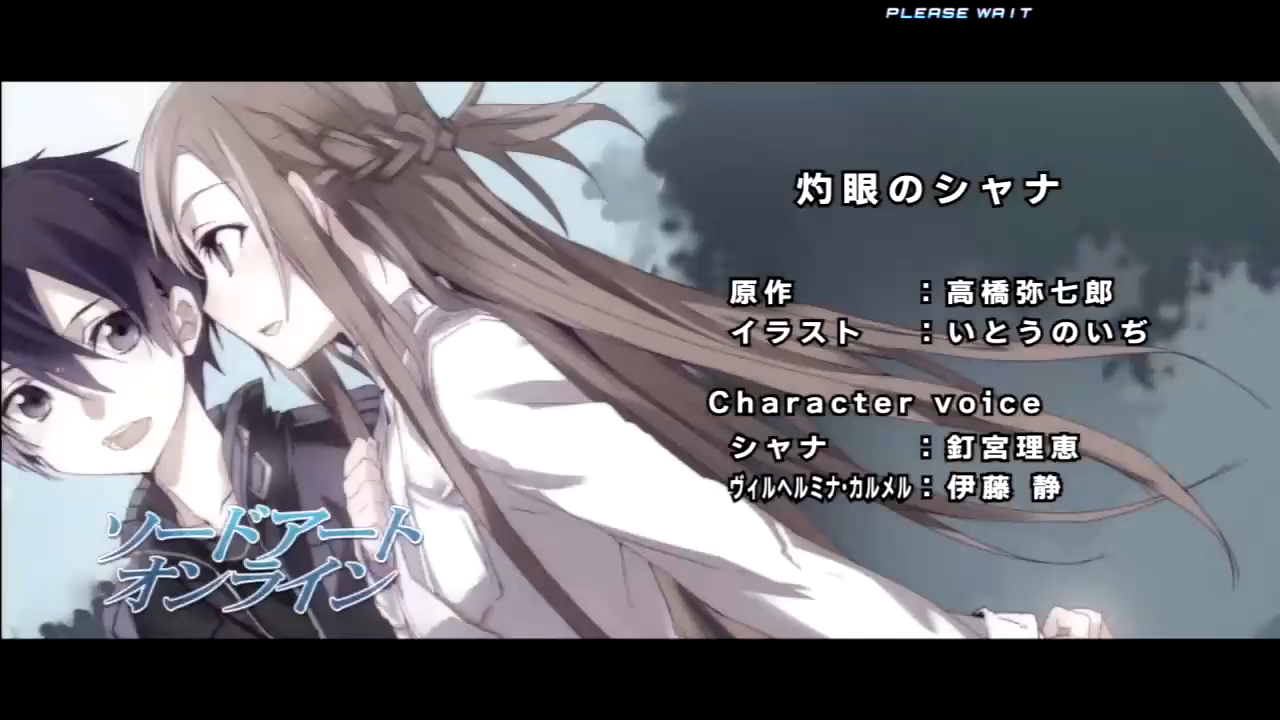 PLEASE WAIT
灼眼のシャナ
原作 : 高橋弥七郎
イラスト : いとうのいぢ
Character voice
シャナ : 釘宮理恵
ヴィルヘルミナ・カルメル : 伊藤 静
ソードアート
オンライン